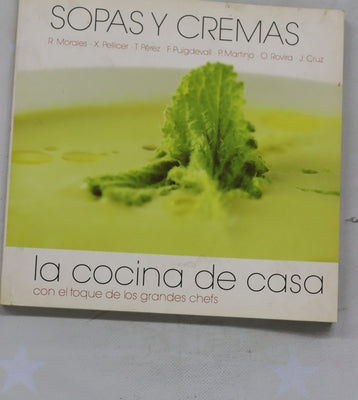 SOPAS Y CREMAS
R. Morales · X. Pellicer · T. Pérez · F. Puigdevall · P. Martino · O. Rovira · J. Cruz
la cocina de casa
con el toque de los grandes chefs